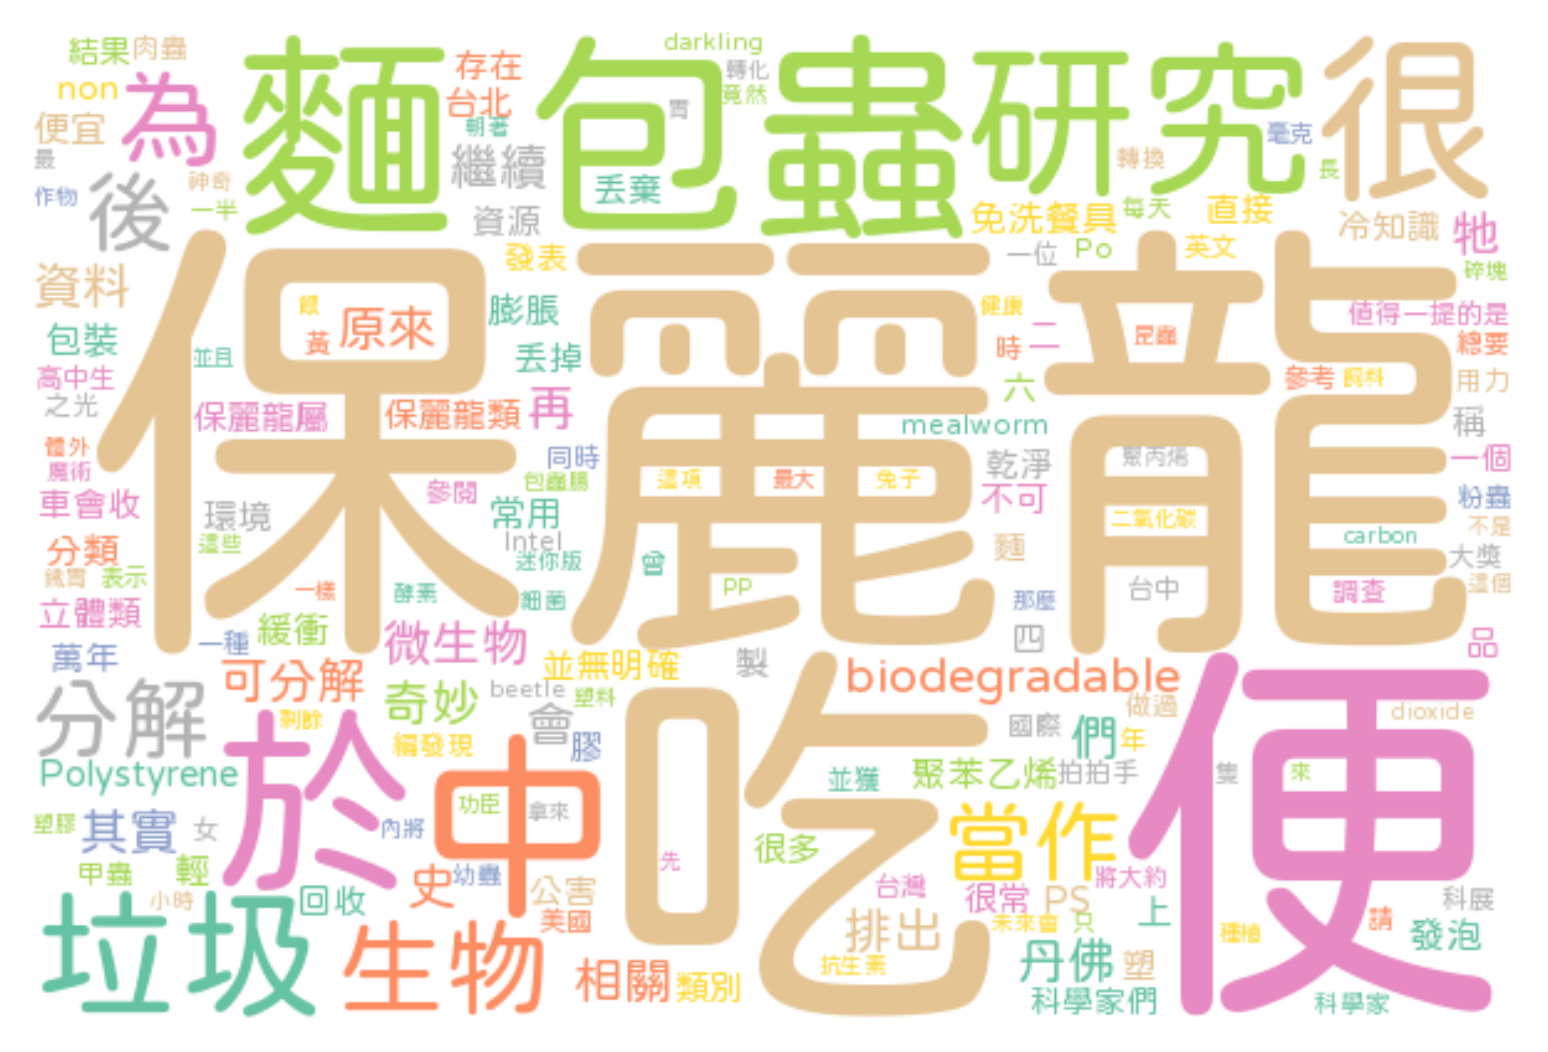 結果 肉蟲 麵 包 蟲 研究 很 darkling
存在 轉化
non 為 台北 胃 竟然
便宜 朝著 毫克
最 後 繼續 丟棄 轉換 長
作物 神奇 一半 資源 免洗餐具 每天 直接 冷知識 牠
保麗龍 發表 一位 Po 英文
資料 碎塊
包裝 餵 黃 原來 膨脹 健康 二 昆蟲 值得一提的是
並且 丟掉 時 總要
高中生 六 參考 飼料 用力
之光 保麗龍屬 保麗龍類 再 mealworm 稱
體外 同時 乾淨 聚丙烯 一個
魔術 參閱 包蟲腸 這項 最大 兔子
車會收 環境 常用 不可 二氧化碳 粉蟲
不是
分類 這些 Intel 麵 carbon 大獎
表示 迷你版 曾
立體類 一樣 酵素 細菌 PP 那麼 台中 調查 這個
緩衝 一種 微生物 四 品
萬年 可分解 並無明確 製 吃 biodegradable 便
分解 奇妙 beetle 塑料 做過 dioxide
剩餘 於 編發現 會 膠 國際 們 年
Polystyrene 中 並獲 聚苯乙烯 拍拍手 隻 來
塑膠 其實 女 內將 功臣 拿來 當作
甲蟲 輕 先 很多
垃圾 小時 回收 史 幼蟲 公害 台灣 很常 PS 將大約 科展
生物 美國 排出 未來會 只 上 種植 請 發泡
相關 類別 抗生素 丹佛 塑
科學家們 科學家